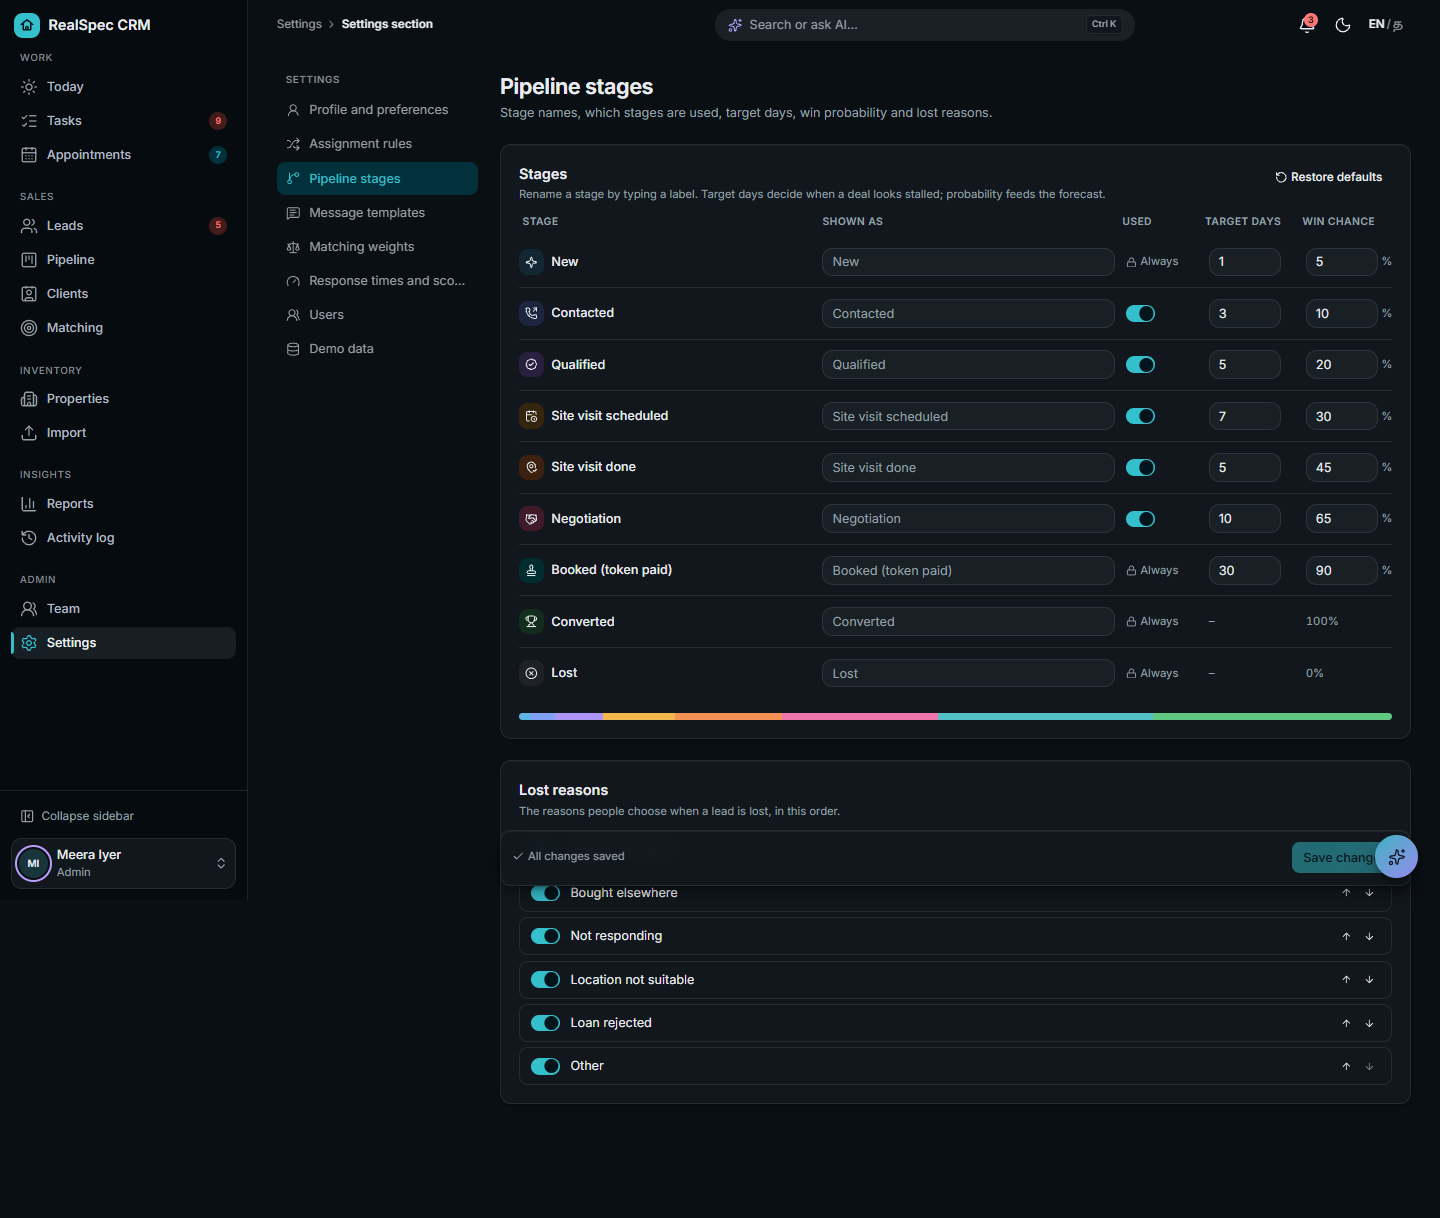 RealSpec CRM
WORK
Today
Tasks 9
Appointments 7
SALES
Leads 5
Pipeline
Clients
Matching
INVENTORY
Properties
Import
INSIGHTS
Reports
Activity log
ADMIN
Team
Settings
Collapse sidebar
MI
Meera Iyer
Admin
Settings > Settings section
Search or ask AI... Ctrl K
3
EN / த
SETTINGS
Profile and preferences
Assignment rules
Pipeline stages
Message templates
Matching weights
Response times and sco...
Users
Demo data
Pipeline stages
Stage names, which stages are used, target days, win probability and lost reasons.
Stages
Rename a stage by typing a label. Target days decide when a deal looks stalled; probability feeds the forecast.
Restore defaults
STAGE SHOWN AS USED TARGET DAYS WIN CHANCE
New New Always 1 5 %
Contacted Contacted 3 10 %
Qualified Qualified 5 20 %
Site visit scheduled Site visit scheduled 7 30 %
Site visit done Site visit done 5 45 %
Negotiation Negotiation 10 65 %
Booked (token paid) Booked (token paid) Always 30 90 %
Converted Converted Always – 100%
Lost Lost Always – 0%
Lost reasons
The reasons people choose when a lead is lost, in this order.
All changes saved
Save chang
Bought elsewhere
Not responding
Location not suitable
Loan rejected
Other